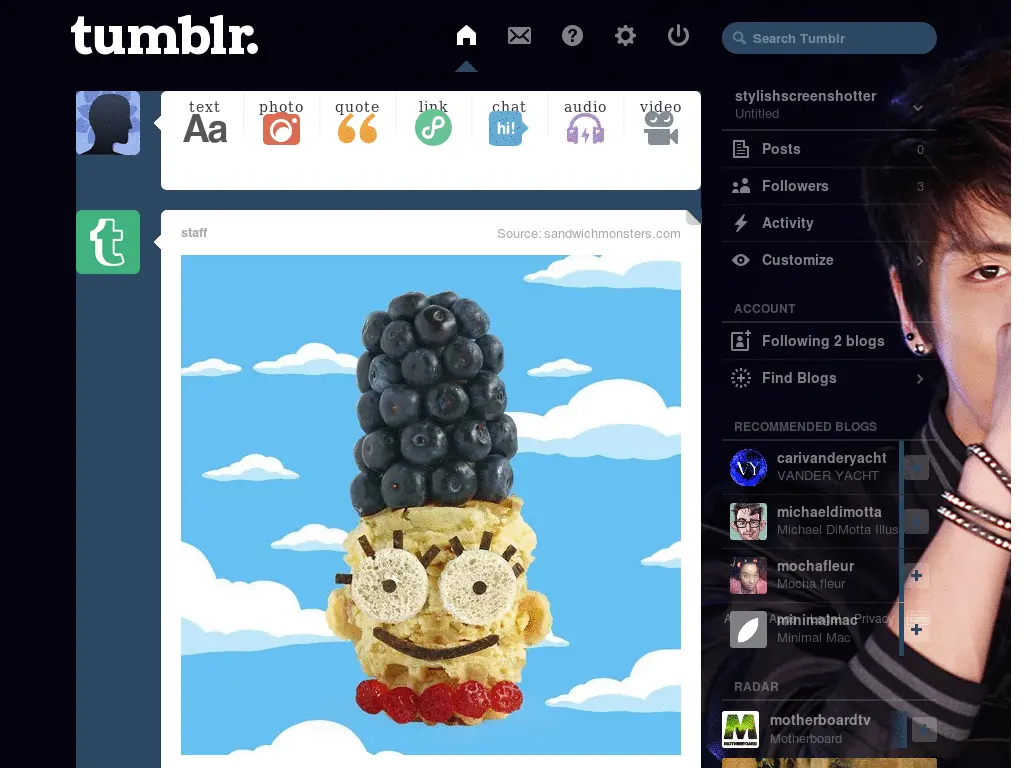 tumblr.
Search Tumblr
text photo quote link chat audio video
Aa
hi!
stylishscreenshotter
Untitled
Posts 0
Followers 3
Activity
Customize
ACCOUNT
Following 2 blogs
Find Blogs
RECOMMENDED BLOGS
VY
carivanderyacht
VANDER YACHT
michaeldimotta
Michael DiMotta Illus
mochafleur
Mocha fleur
minimalmac
Minimal Mac
Legal Privacy
RADAR
motherboardtv
Motherboard
MOTHERBOARD
staff
Source: sandwichmonsters.com